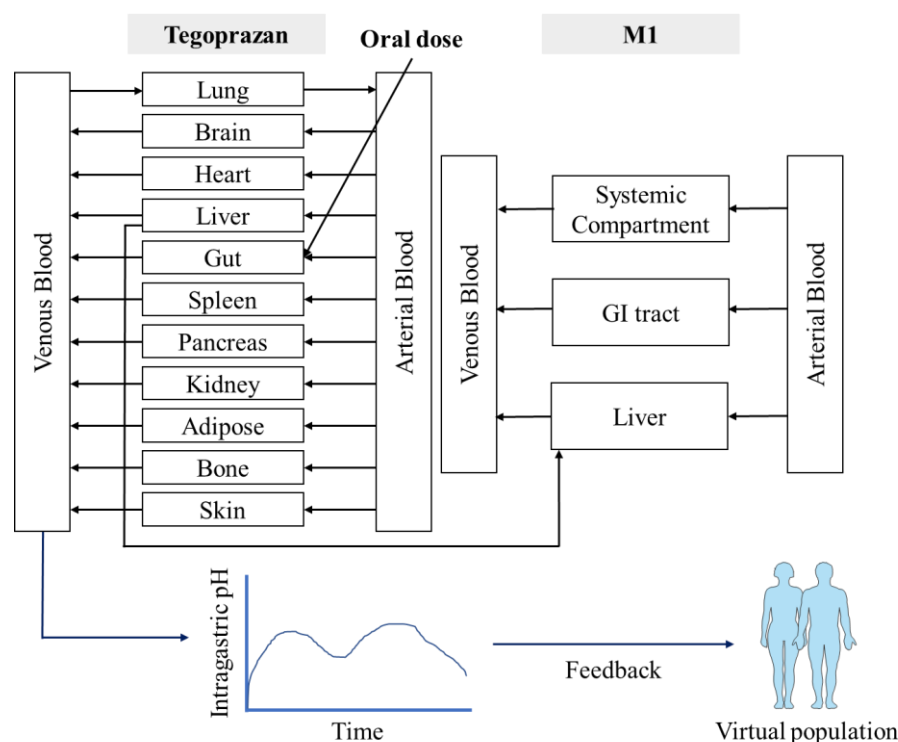 Tegoprazan
Oral dose
M1
Venous Blood
Lung
Brain
Heart
Liver
Gut
Spleen
Pancreas
Kidney
Adipose
Bone
Skin
Arterial Blood
Venous Blood
Systemic
Compartment
GI tract
Liver
Arterial Blood
Intragastric pH
Time
Feedback
Virtual population